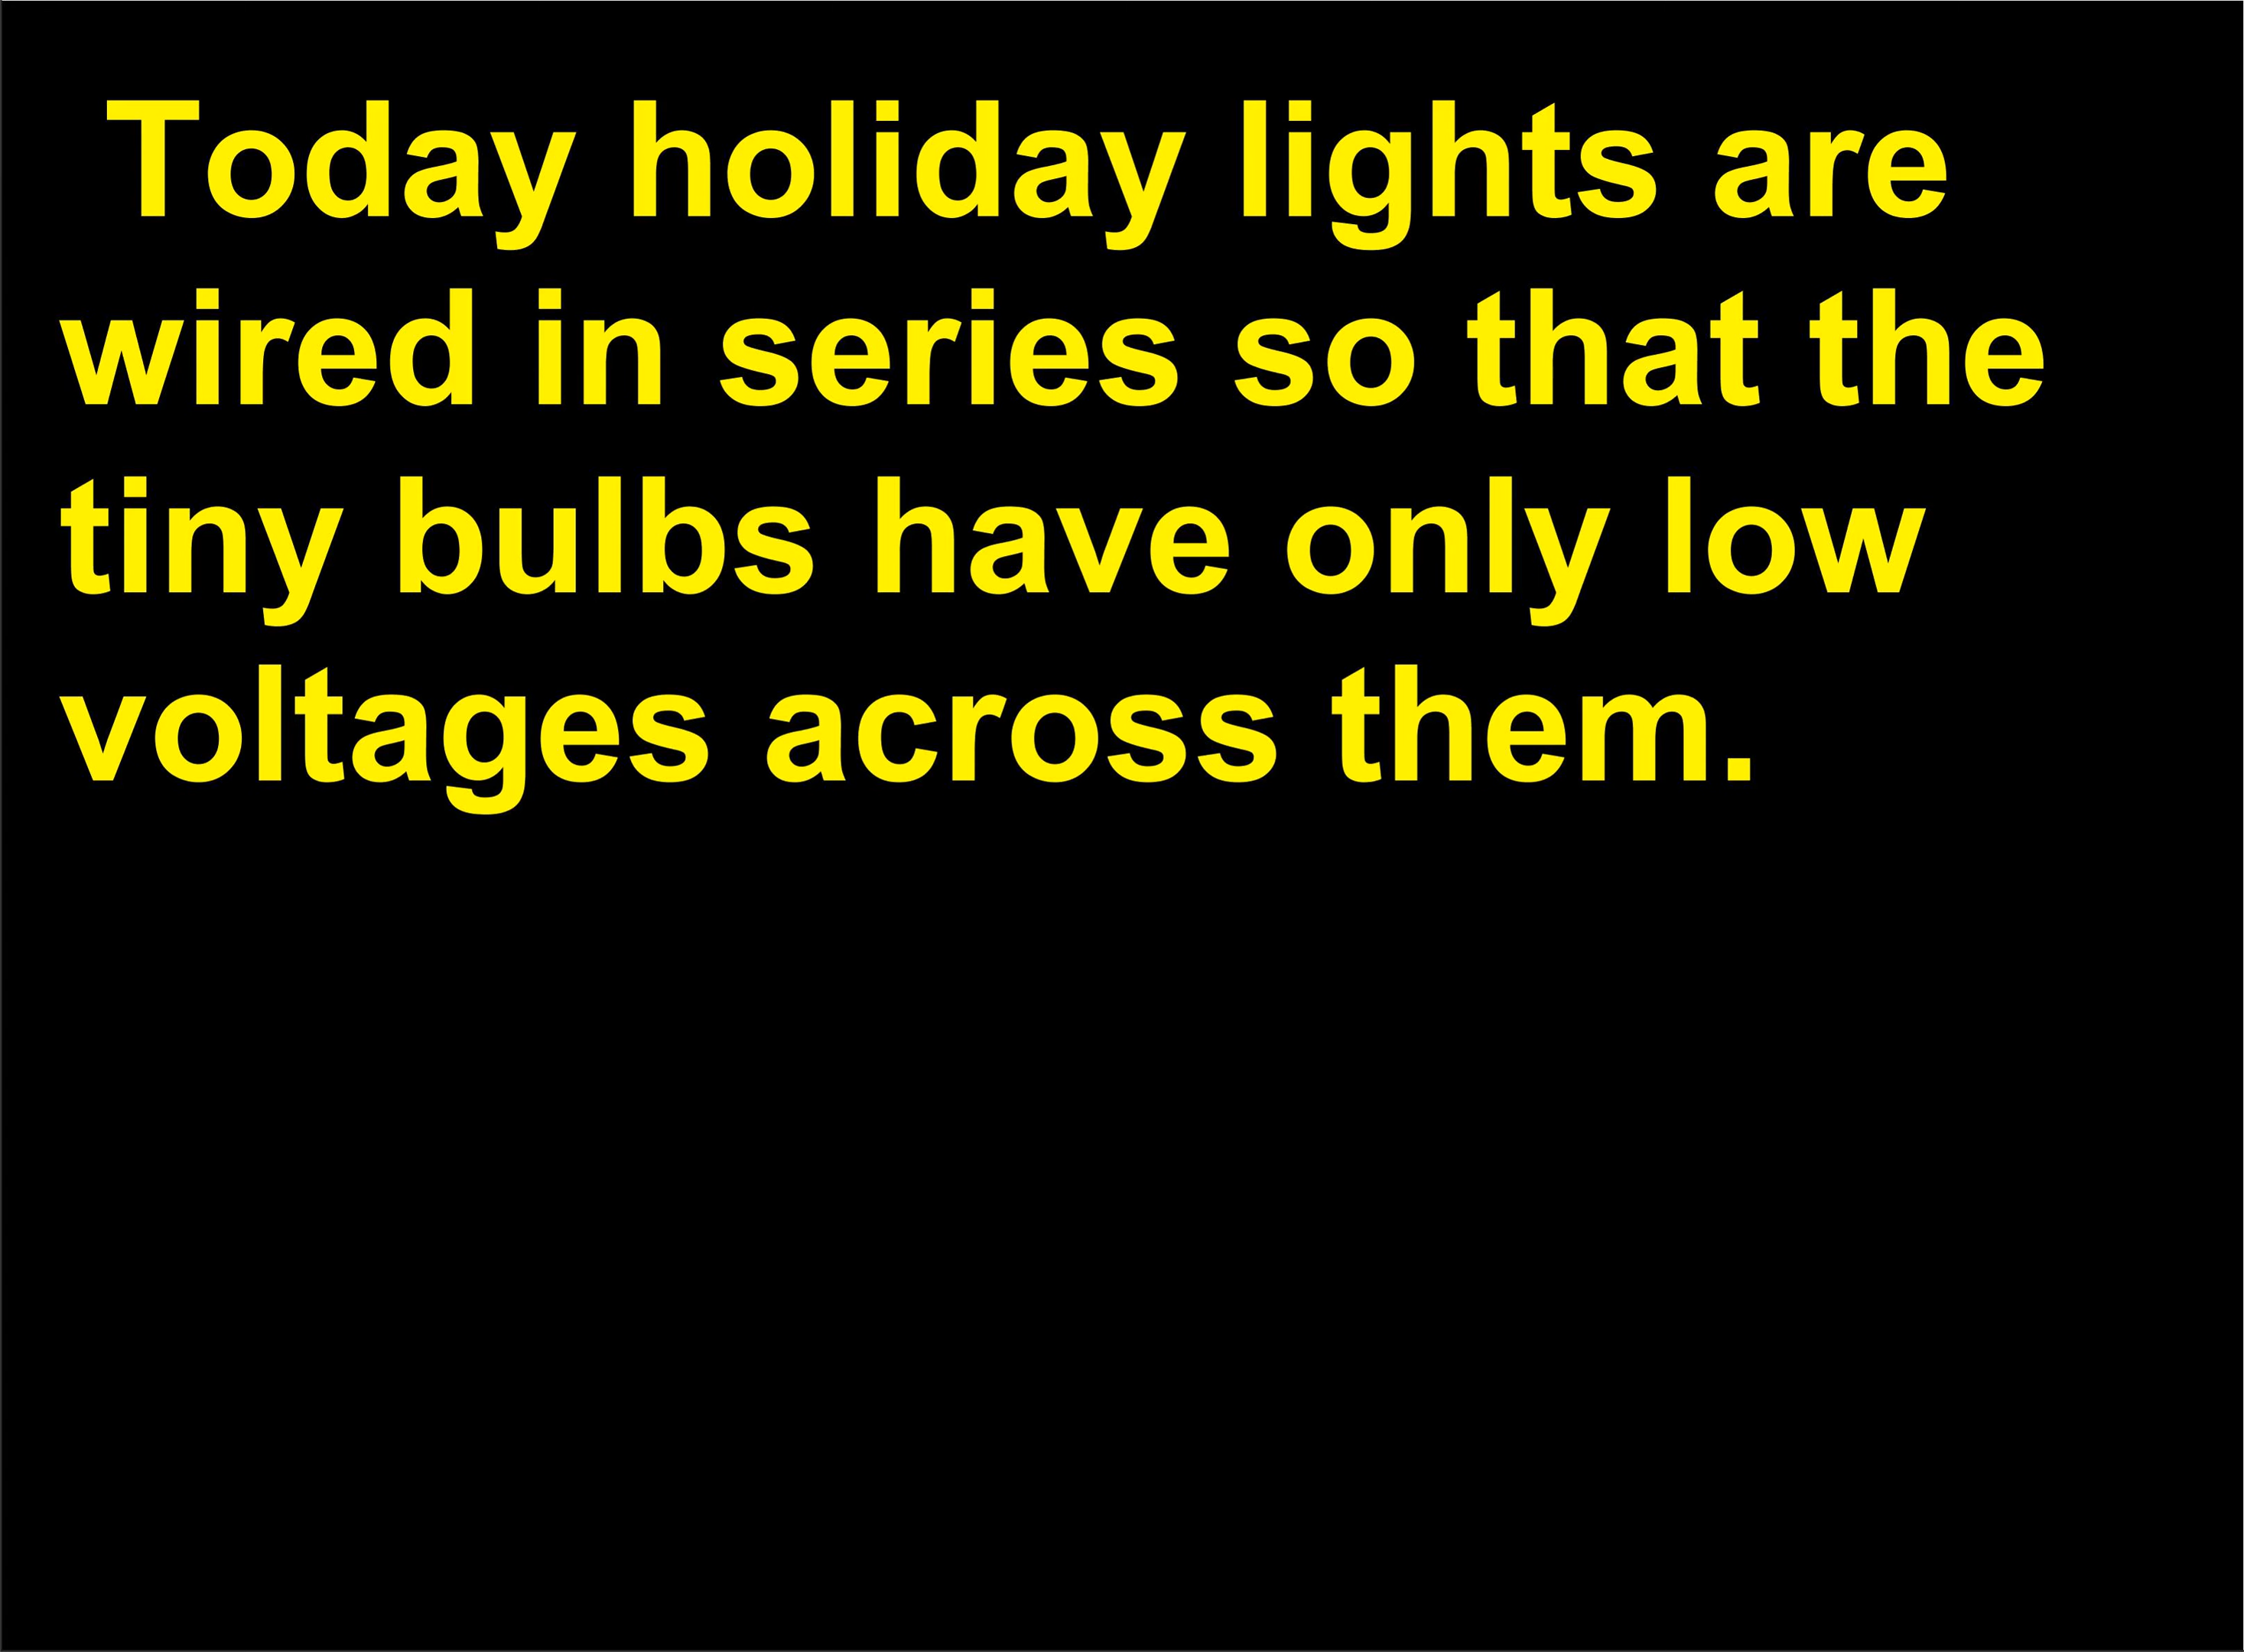 Today holiday lights are
wired in series so that the
tiny bulbs have only low
voltages across them.